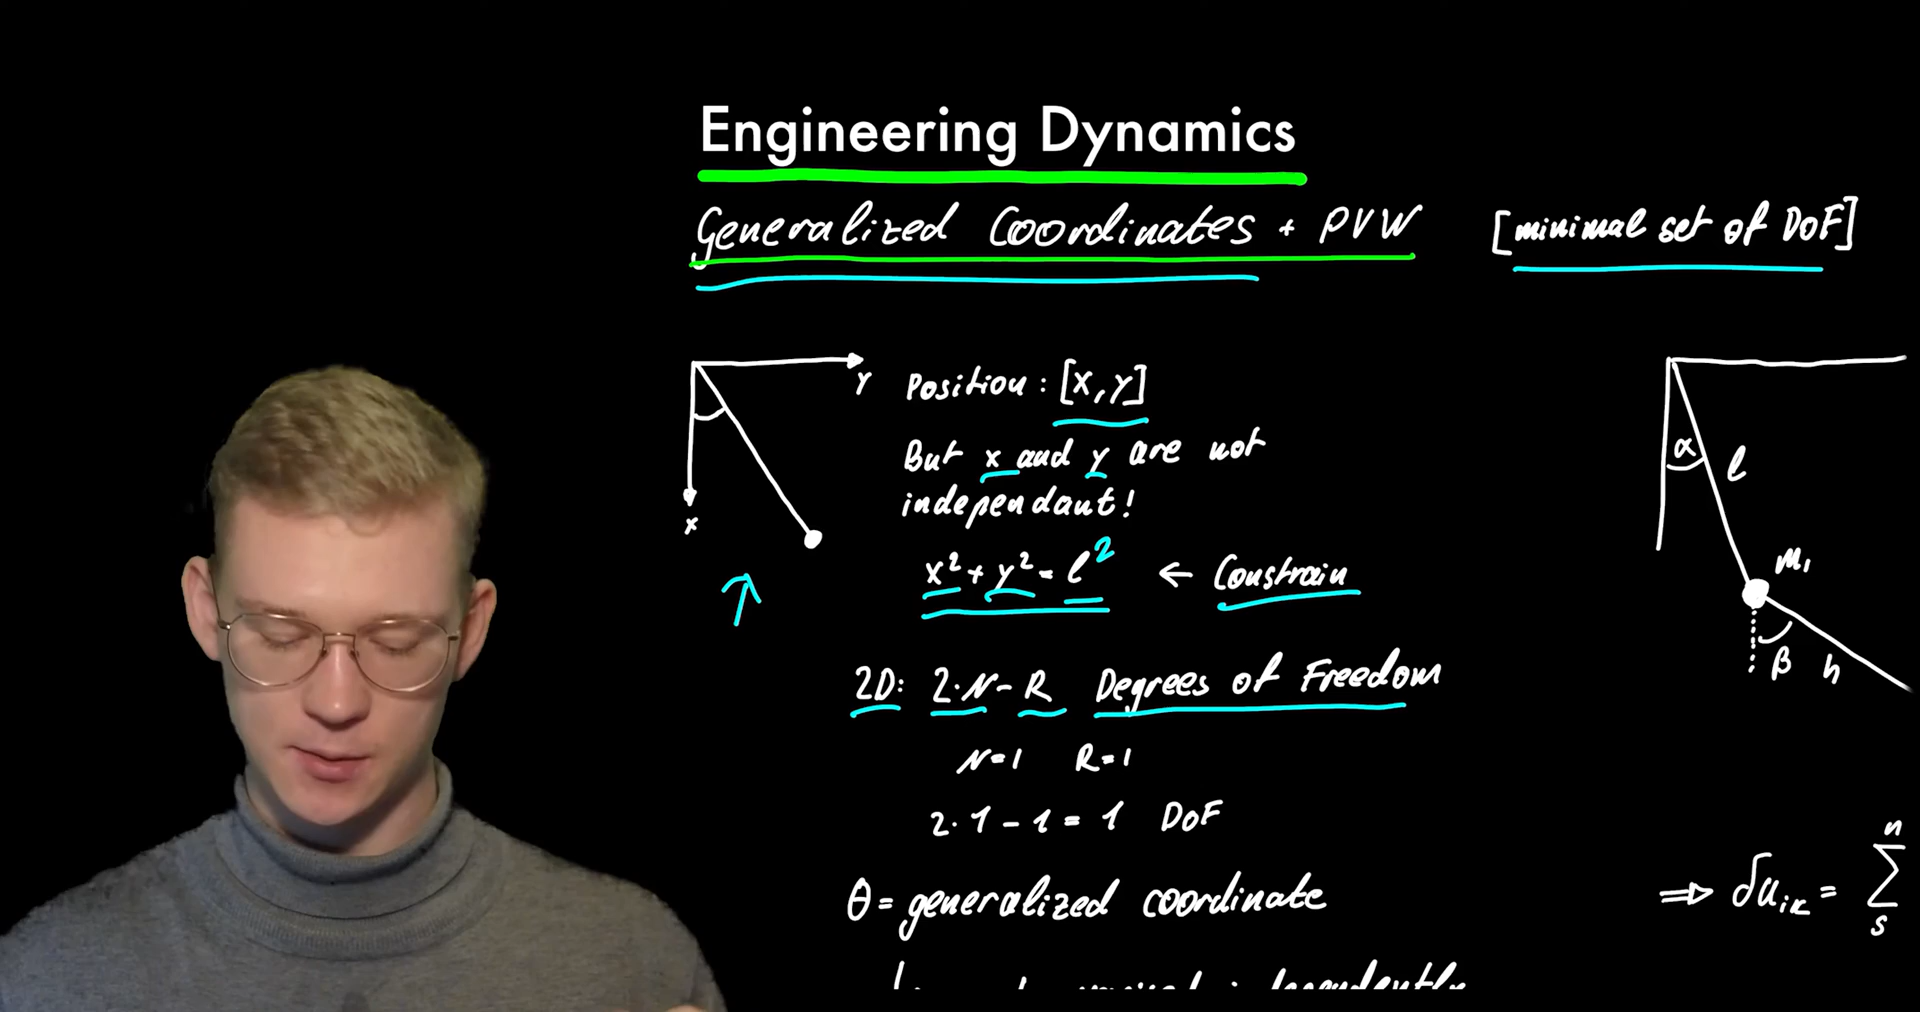 Engineering Dynamics
Generalized Coordinates + PVW [minimal set of DoF]
Y
x
Position: [x, y]
But x and y are not
independant!
x² + y² = l² ← Constrain
2D: 2·N - R Degrees of Freedom
N=1 R=1
2·1 - 1 = 1 DoF
θ = generalized coordinate
α
l
m₁
β
h
⇒ δu_ik = Σ
n
s